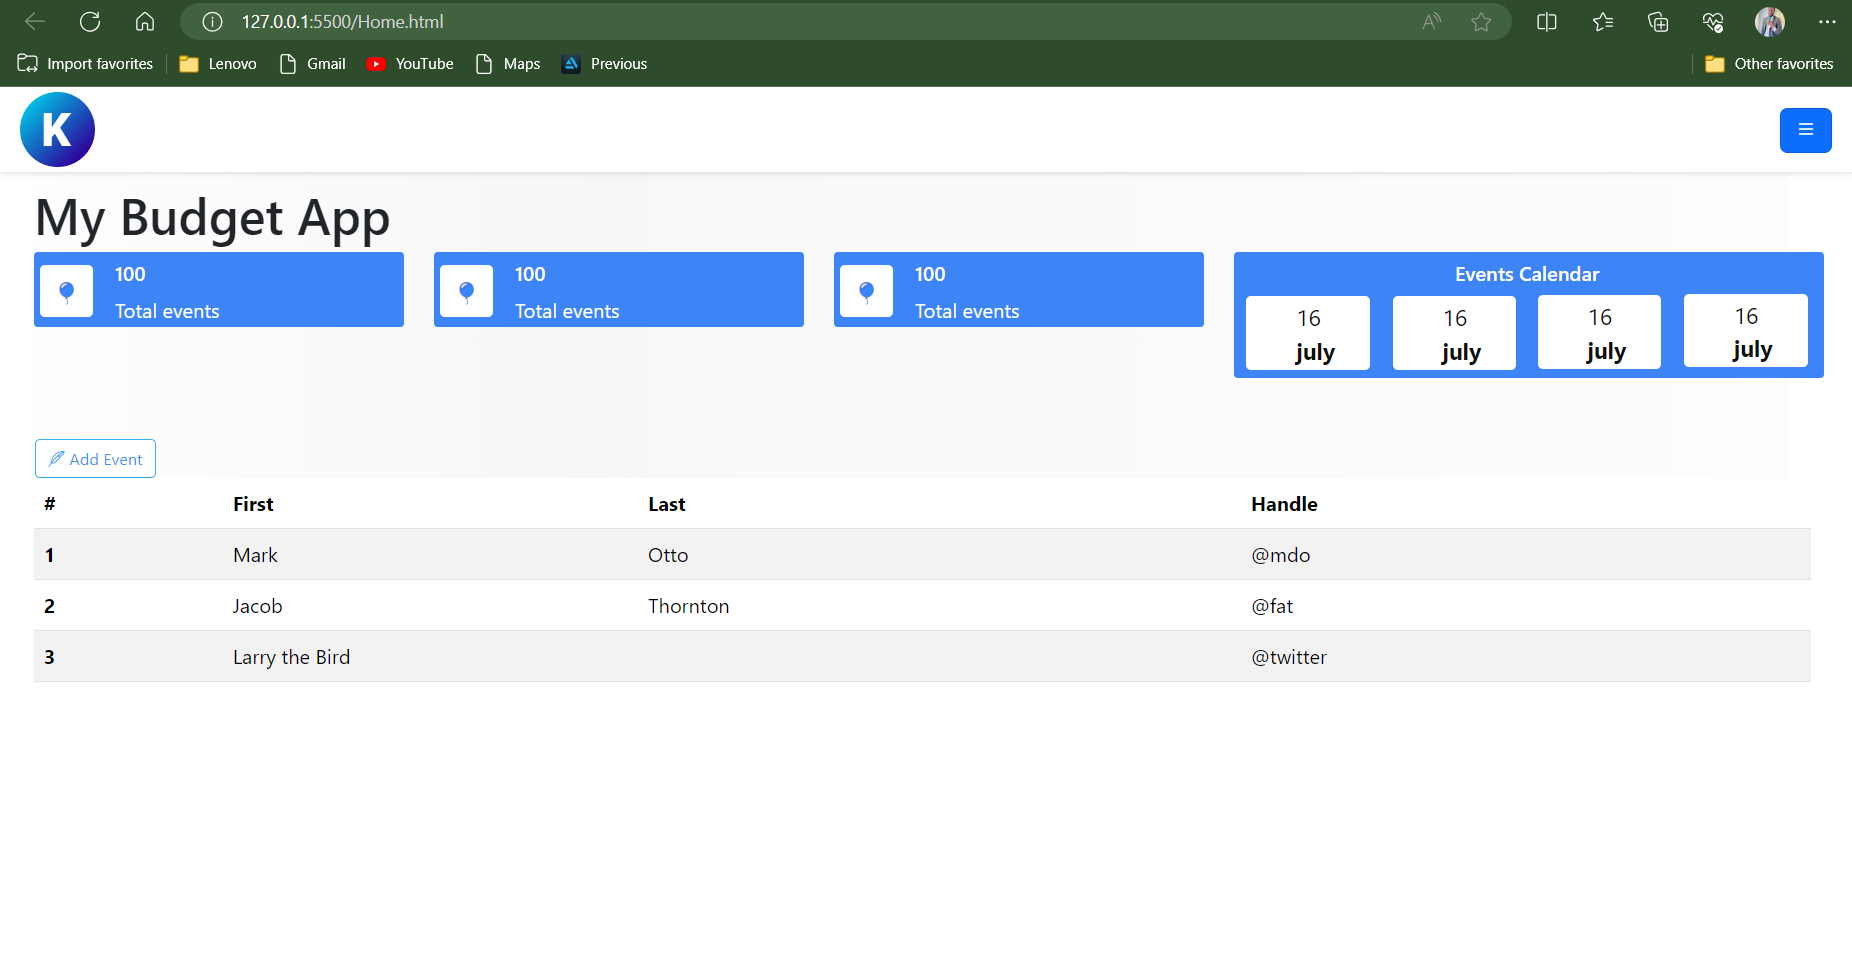 127.0.0.1:5500/Home.html
Import favorites Lenovo Gmail YouTube Maps Previous Other favorites
K
My Budget App
100 100 100 Events Calendar
Total events Total events Total events
16 16 16 16
july july july july
Add Event
# First Last Handle
1 Mark Otto @mdo
2 Jacob Thornton @fat
3 Larry the Bird @twitter